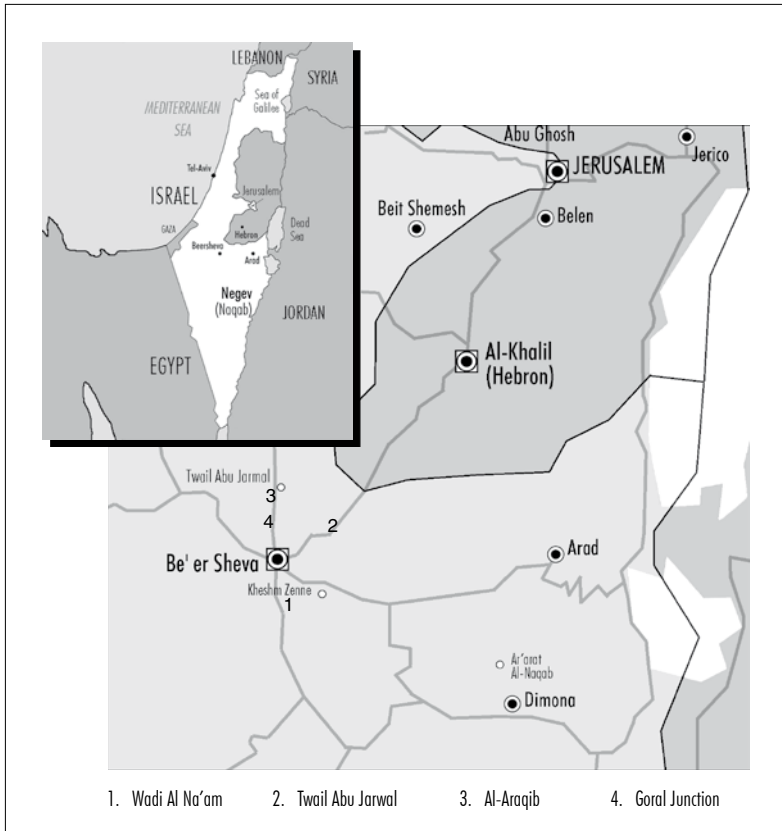 LEBANON
SYRIA
Sea of
Galilee
MEDITERRANEAN
SEA
Tel-Aviv
ISRAEL
Jerusalem
GAZA
Hebron
Dead
Sea
Beersheva
Arad
Negev
(Naqab)
JORDAN
EGYPT
Abu Ghosh
JERUSALEM
Jerico
Beit Shemesh
Belen
Al-Khalil
(Hebron)
Twail Abu Jarmal
3
4
2
Be' er Sheva
Arad
Kheshm Zenne
1
Ar'arat
Al-Naqab
Dimona
1. Wadi Al Na'am 2. Twail Abu Jarwal 3. Al-Araqib 4. Goral Junction